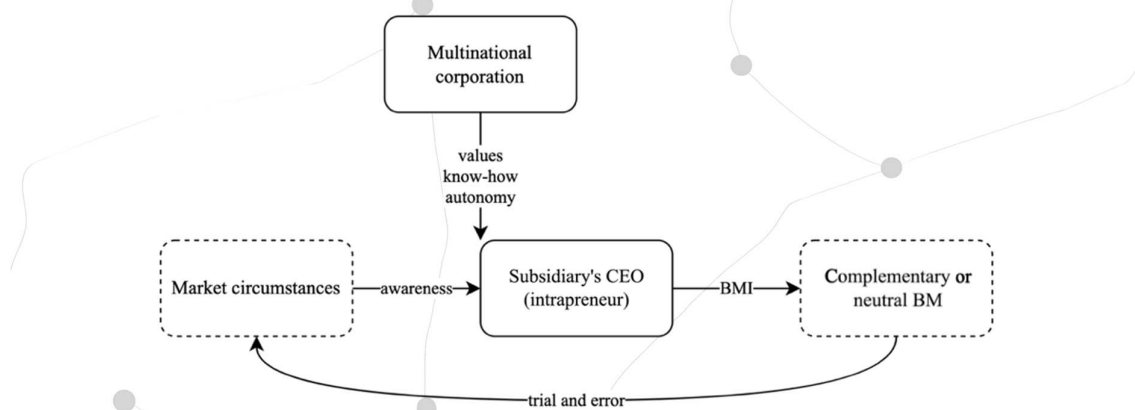 Multinational
corporation
values
know-how
autonomy
Market circumstances
awareness
Subsidiary's CEO
(intrapreneur)
BMI
Complementary or
neutral BM
trial and error